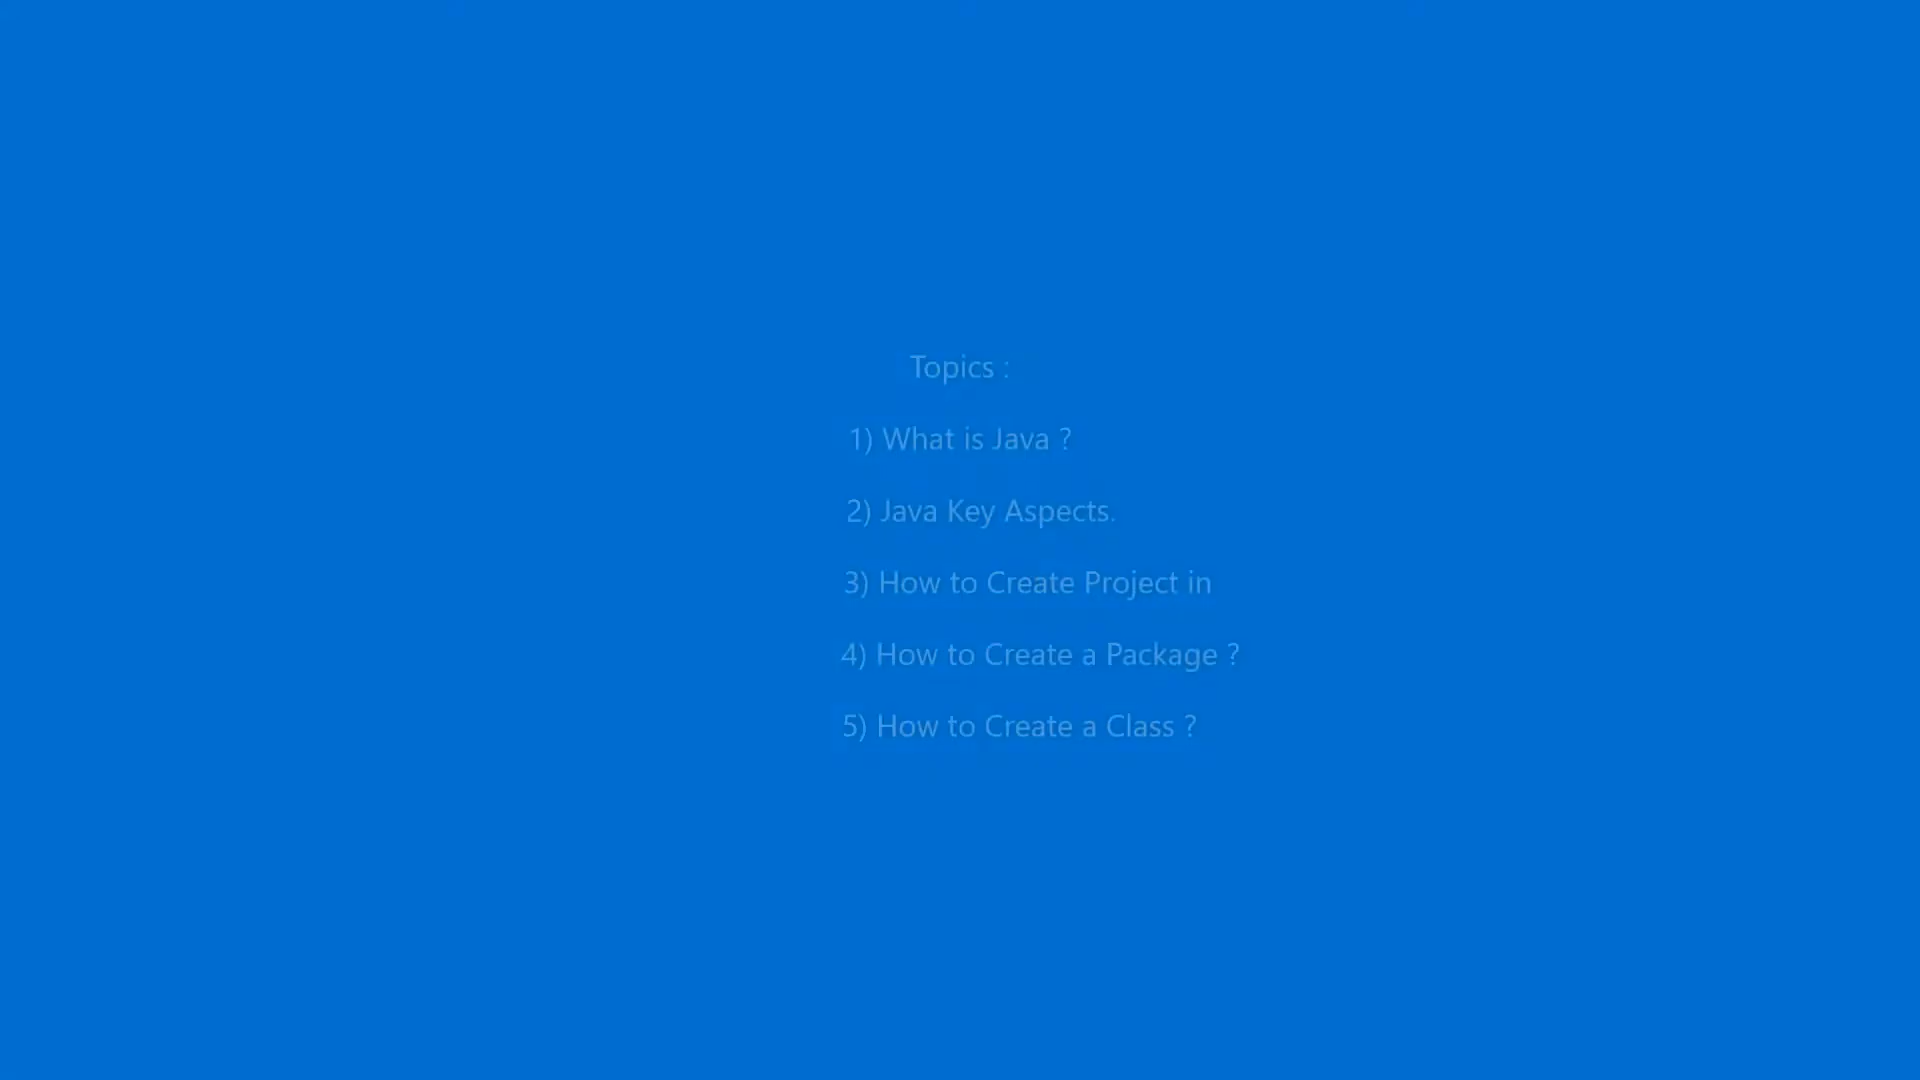 Topics :
1) What is Java ?
2) Java Key Aspects.
3) How to Create Project in
4) How to Create a Package ?
5) How to Create a Class ?